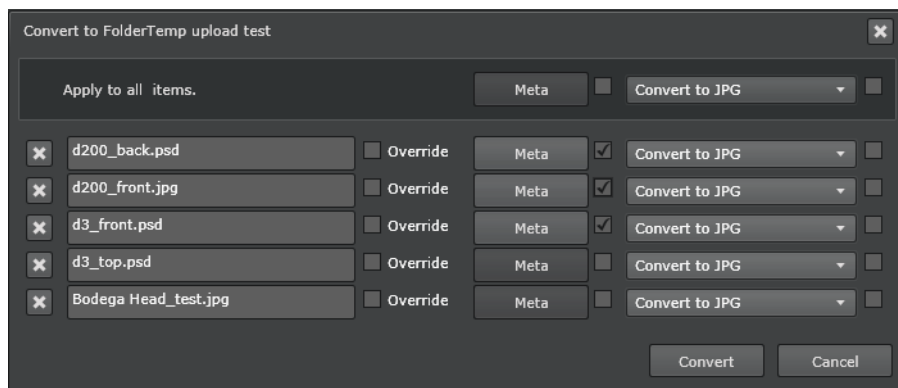 Convert to FolderTemp upload test
Apply to all items. Meta Convert to JPG
d200_back.psd Override Meta Convert to JPG
d200_front.jpg Override Meta Convert to JPG
d3_front.psd Override Meta Convert to JPG
d3_top.psd Override Meta Convert to JPG
Bodega Head_test.jpg Override Meta Convert to JPG
Convert Cancel